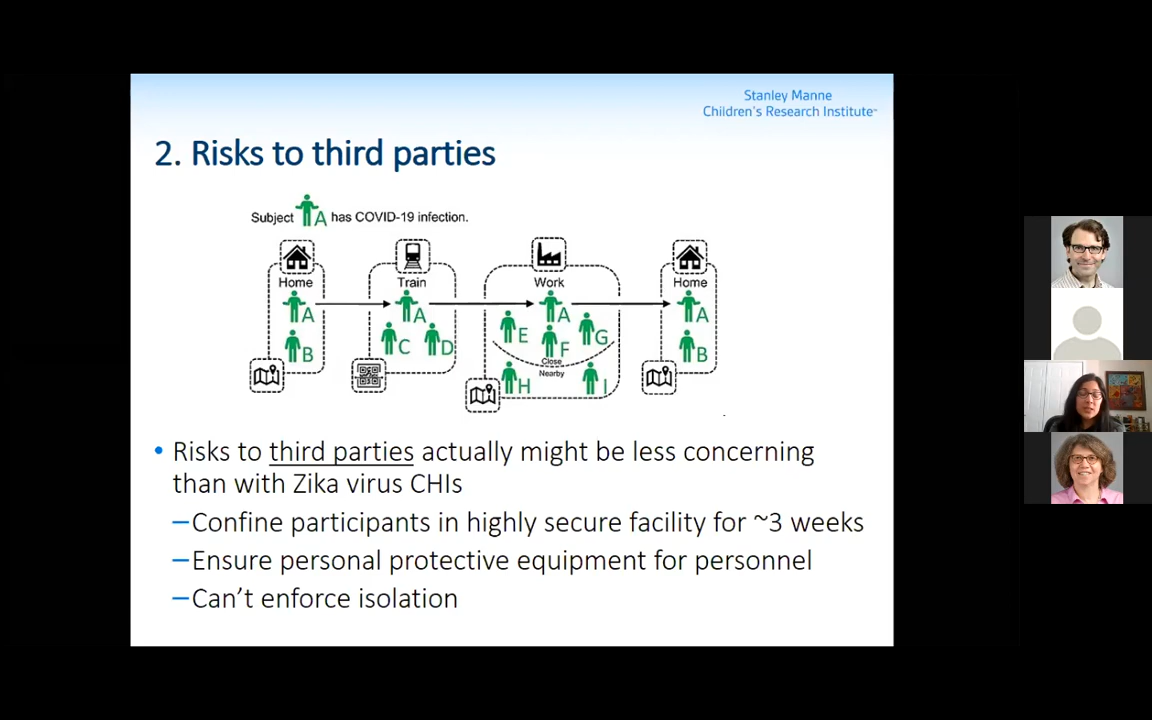 Stanley Manne
Children's Research Institute™
2. Risks to third parties
Subject A has COVID-19 infection.
Home Train Work Home
A A A A
B C D E F G B
Close
Nearby
H I
• Risks to third parties actually might be less concerning
than with Zika virus CHIs
–Confine participants in highly secure facility for ~3 weeks
–Ensure personal protective equipment for personnel
–Can't enforce isolation